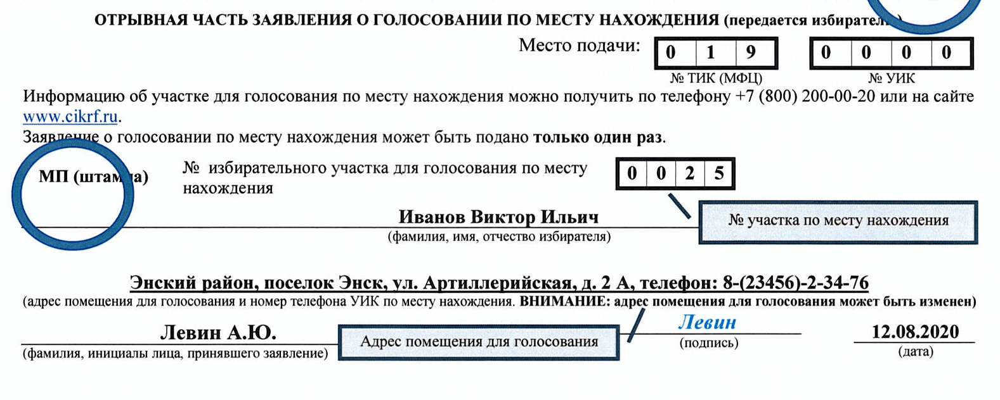 ОТРЫВНАЯ ЧАСТЬ ЗАЯВЛЕНИЯ О ГОЛОСОВАНИИ ПО МЕСТУ НАХОЖДЕНИЯ (передается избирателю)
Место подачи: 0 1 9 0 0 0 0
№ ТИК (МФЦ) № УИК
Информацию об участке для голосования по месту нахождения можно получить по телефону +7 (800) 200-00-20 или на сайте
www.cikrf.ru.
Заявление о голосовании по месту нахождения может быть подано только один раз.
МП (штампа) № избирательного участка для голосования по месту 0 0 2 5
нахождения
Иванов Виктор Ильич
№ участка по месту нахождения
(фамилия, имя, отчество избирателя)
Энский район, поселок Энск, ул. Артиллерийская, д. 2 А, телефон: 8-(23456)-2-34-76
(адрес помещения для голосования и номер телефона УИК по месту нахождения. ВНИМАНИЕ: адрес помещения для голосования может быть изменен)
Левин А.Ю. Адрес помещения для голосования Левин 12.08.2020
(фамилия, инициалы лица, принявшего заявление) (подпись) (дата)